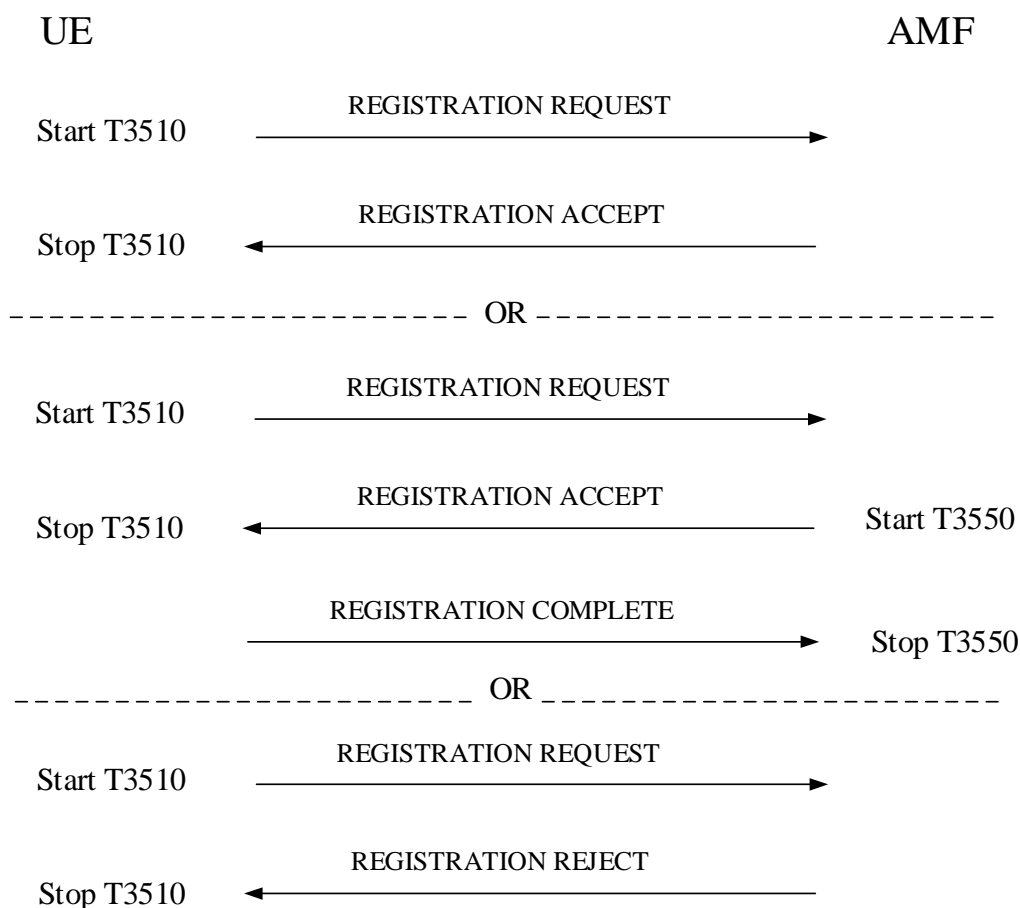 UE AMF
REGISTRATION REQUEST
Start T3510
REGISTRATION ACCEPT
Stop T3510
OR
REGISTRATION REQUEST
Start T3510
REGISTRATION ACCEPT
Stop T3510 Start T3550
REGISTRATION COMPLETE
Stop T3550
OR
REGISTRATION REQUEST
Start T3510
REGISTRATION REJECT
Stop T3510